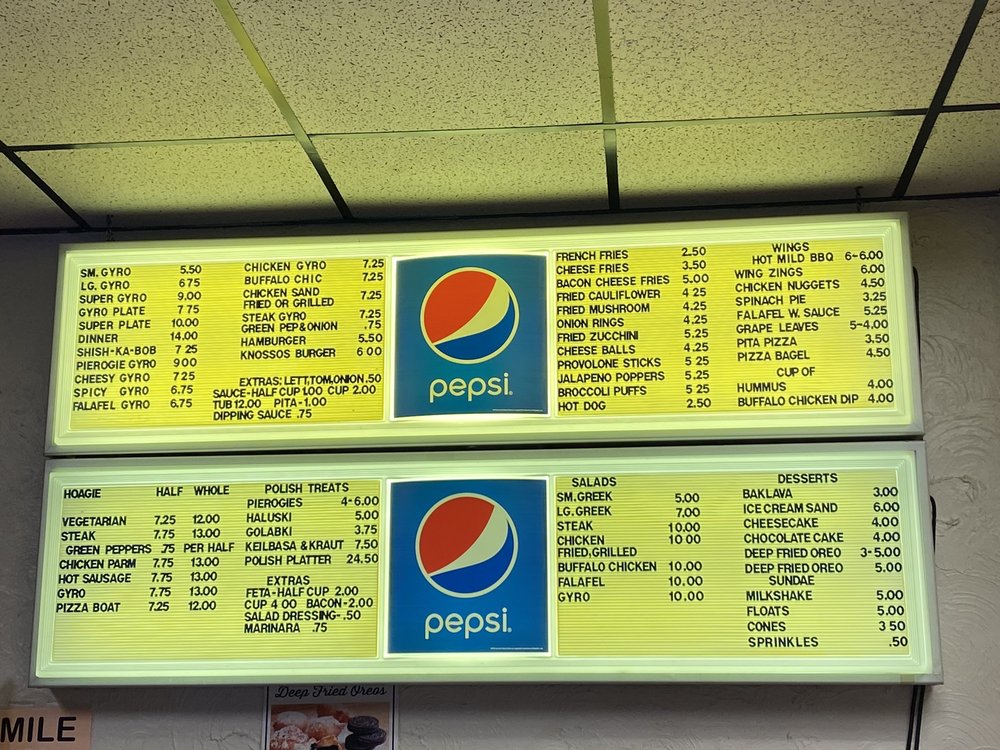 SM. GYRO 5.50
LG. GYRO 6 75
SUPER GYRO 9.00
GYRO PLATE 7 75
SUPER PLATE 10.00
DINNER 14.00
SHISH-KA-BOB 7 25
PIEROGIE GYRO 9 00
CHEESY GYRO 7 25
SPICY GYRO 6.75
FALAFEL GYRO 6.75
CHICKEN GYRO 7.25
BUFFALO CHIC 7.25
CHICKEN SAND
FRIED OR GRILLED 7.25
STEAK GYRO 7.25
GREEN PEP & ONION .75
HAMBURGER 5.50
KNOSSOS BURGER 6 00
EXTRAS: LETT,TOM,ONION .50
SAUCE-HALF CUP 1.00 CUP 2.00
TUB 12.00 PITA-1.00
DIPPING SAUCE .75
pepsi.
FRENCH FRIES 2.50
CHEESE FRIES 3.50
BACON CHEESE FRIES 5.00
FRIED CAULIFLOWER 4 25
FRIED MUSHROOM 4.25
ONION RINGS 4.25
FRIED ZUCCHINI 5.25
CHEESE BALLS 4.25
PROVOLONE STICKS 5 25
JALAPENO POPPERS 5.25
BROCCOLI PUFFS 5 25
HOT DOG 2.50
WINGS
HOT MILD BBQ 6-6.00
WING ZINGS 6.00
CHICKEN NUGGETS 4.50
SPINACH PIE 3.25
FALAFEL W. SAUCE 5.25
GRAPE LEAVES 5-4.00
PITA PIZZA 3.50
PIZZA BAGEL 4.50
CUP OF
HUMMUS 4.00
BUFFALO CHICKEN DIP 4.00
HOAGIE HALF WHOLE
VEGETARIAN 7.25 12.00
STEAK 7.75 13.00
GREEN PEPPERS .75 PER HALF
CHICKEN PARM 7.75 13.00
HOT SAUSAGE 7.75 13.00
GYRO 7.75 13.00
PIZZA BOAT 7.25 12.00
POLISH TREATS
PIEROGIES 4-6.00
HALUSKI 5.00
GOLABKI 3.75
KEILBASA & KRAUT 7.50
POLISH PLATTER 24.50
EXTRAS
FETA-HALF CUP 2.00
CUP 4 00 BACON-2.00
SALAD DRESSING-.50
MARINARA .75
pepsi.
SALADS
SM.GREEK 5.00
LG.GREEK 7.00
STEAK 10.00
CHICKEN 10 00
FRIED,GRILLED
BUFFALO CHICKEN 10.00
FALAFEL 10.00
GYRO 10.00
DESSERTS
BAKLAVA 3.00
ICE CREAM SAND 6.00
CHEESECAKE 4.00
CHOCOLATE CAKE 4.00
DEEP FRIED OREO 3-5.00
DEEP FRIED OREO 5.00
SUNDAE
MILKSHAKE 5.00
FLOATS 5.00
CONES 3 50
SPRINKLES .50
MILE
Deep Fried Oreos